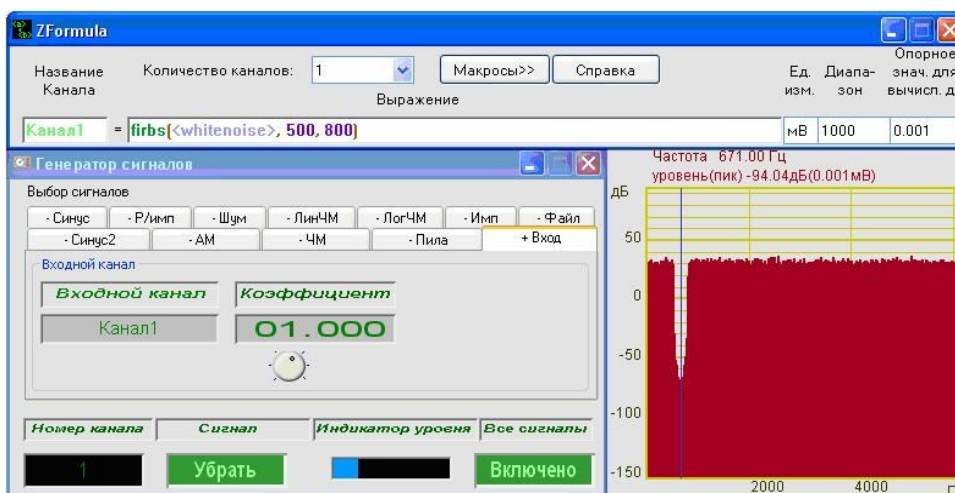 ZFormula
Название Канала
Количество каналов: 1
Макросы>> Справка
Выражение
Ед. изм.
Диапа-зон
Опорное знач. для вычисл. д
Канал1 = firbs(<whitenoise>, 500, 800) мВ 1000 0.001
Генератор сигналов
Выбор сигналов
- Синус - Р/имп - Шум - ЛинЧМ - ЛогЧМ - Имп - Файл
- Синус2 - АМ - ЧМ - Пила + Вход
Входной канал
Входной канал Коэффициент
Канал1 01.000
Номер канала Сигнал Индикатор уровня Все сигналы
1 Убрать Включено
Частота 671.00 Гц
уровень(пик) -94.04дБ(0.001мВ)
дБ
50
0
-50
-100
-150
2000 4000